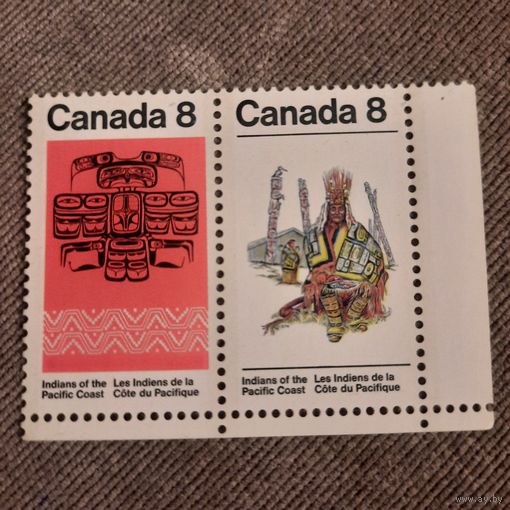 Canada 8
Indians of the Les Indiens de la
Pacific Coast Côte du Pacifique
Canada 8
Indians of the Les Indiens de la
Pacific Coast Côte du Pacifique
www.ay.by